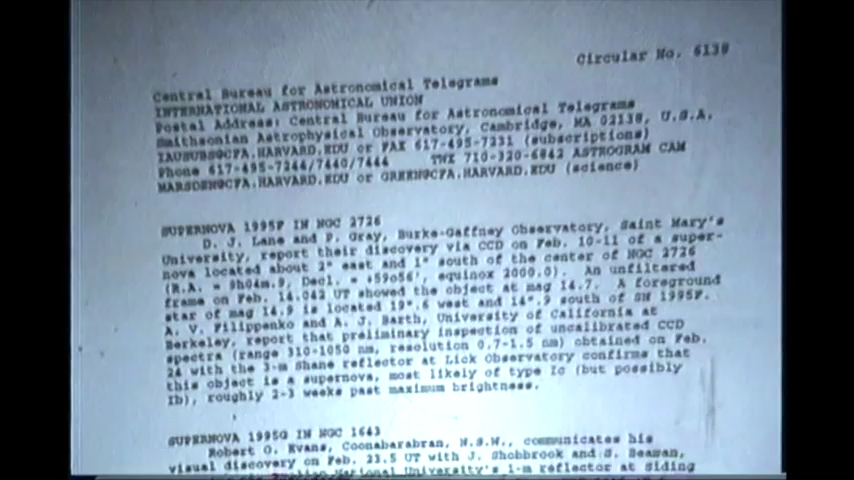 Circular No. 6138
Central Bureau for Astronomical Telegrams
INTERNATIONAL ASTRONOMICAL UNION
Postal Address: Central Bureau for Astronomical Telegrams
Smithsonian Astrophysical Observatory, Cambridge, MA 02138, U.S.A.
IAUSUBS@CFA.HARVARD.EDU or FAX 617-495-7231 (subscriptions)
Phone 617-495-7244/7440/7444 TWX 710-320-6842 ASTROGRAM CAM
MARSDEN@CFA.HARVARD.EDU or GREEN@CFA.HARVARD.EDU (science)
SUPERNOVA 1995F IN NGC 2726
D. J. Lane and P. Gray, Burke-Gaffney Observatory, Saint Mary's
University, report their discovery via CCD on Feb. 10-11 of a super-
nova located about 2" east and 1" south of the center of NGC 2726
(R.A. = 9h04m.9, Decl. = +59o56', equinox 2000.0). An unfiltered
frame on Feb. 14.042 UT showed the object at mag 14.7. A foreground
star of mag 14.9 is located 19".6 west and 14".9 south of SN 1995F.
A. V. Filippenko and A. J. Barth, University of California at
Berkeley, report that preliminary inspection of uncalibrated CCD
spectra (range 310-1050 nm, resolution 0.7-1.5 nm) obtained on Feb.
24 with the 3-m Shane reflector at Lick Observatory confirms that
this object is a supernova, most likely of type Ic (but possibly
Ib), roughly 2-3 weeks past maximum brightness.
SUPERNOVA 1995G IN NGC 1643
Robert O. Evans, Coonabarabran, N.S.W., communicates his
visual discovery on Feb. 23.5 UT with J. Shobbrook and S. Beaman,
National University's 1-m reflector at Siding